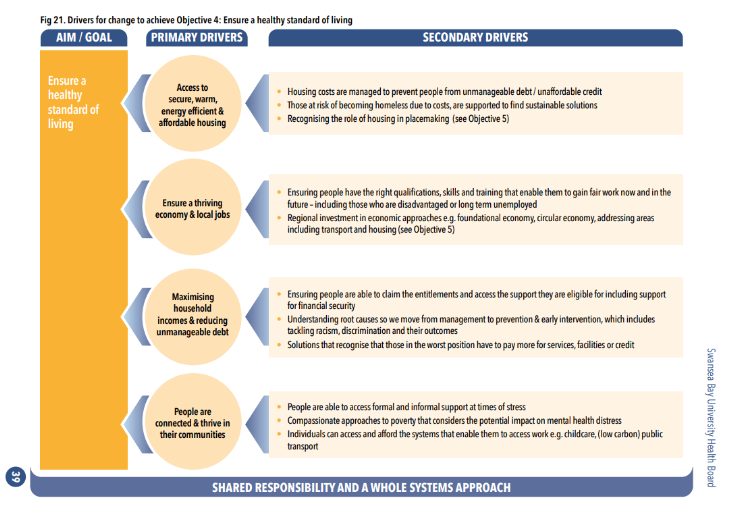 Fig 21. Drivers for change to achieve Objective 4: Ensure a healthy standard of living
AIM / GOAL
PRIMARY DRIVERS
SECONDARY DRIVERS
Ensure a
healthy
standard of
living
Access to
secure, warm,
energy efficient &
affordable housing
• Housing costs are managed to prevent people from unmanageable debt / unaffordable credit
• Those at risk of becoming homeless due to costs, are supported to find sustainable solutions
• Recognising the role of housing in placemaking (see Objective 5)
Ensure a thriving
economy & local jobs
• Ensuring people have the right qualifications, skills and training that enable them to gain fair work now and in the
future – including those who are disadvantaged or long term unemployed
• Regional investment in economic approaches e.g. foundational economy, circular economy, addressing areas
including transport and housing (see Objective 5)
Maximising
household
incomes & reducing
unmanageable debt
• Ensuring people are able to claim the entitlements and access the support they are eligible for including support
for financial security
• Understanding root causes so we move from management to prevention & early intervention, which includes
tackling racism, discrimination and their outcomes
• Solutions that recognise that those in the worst position have to pay more for services, facilities or credit
People are
connected & thrive in
their communities
• People are able to access formal and informal support at times of stress
• Compassionate approaches to poverty that considers the potential impact on mental health distress
• Individuals can access and afford the systems that enable them to access work e.g. childcare, (low carbon) public
transport
SHARED RESPONSIBILITY AND A WHOLE SYSTEMS APPROACH
39
Swansea Bay University Health Board